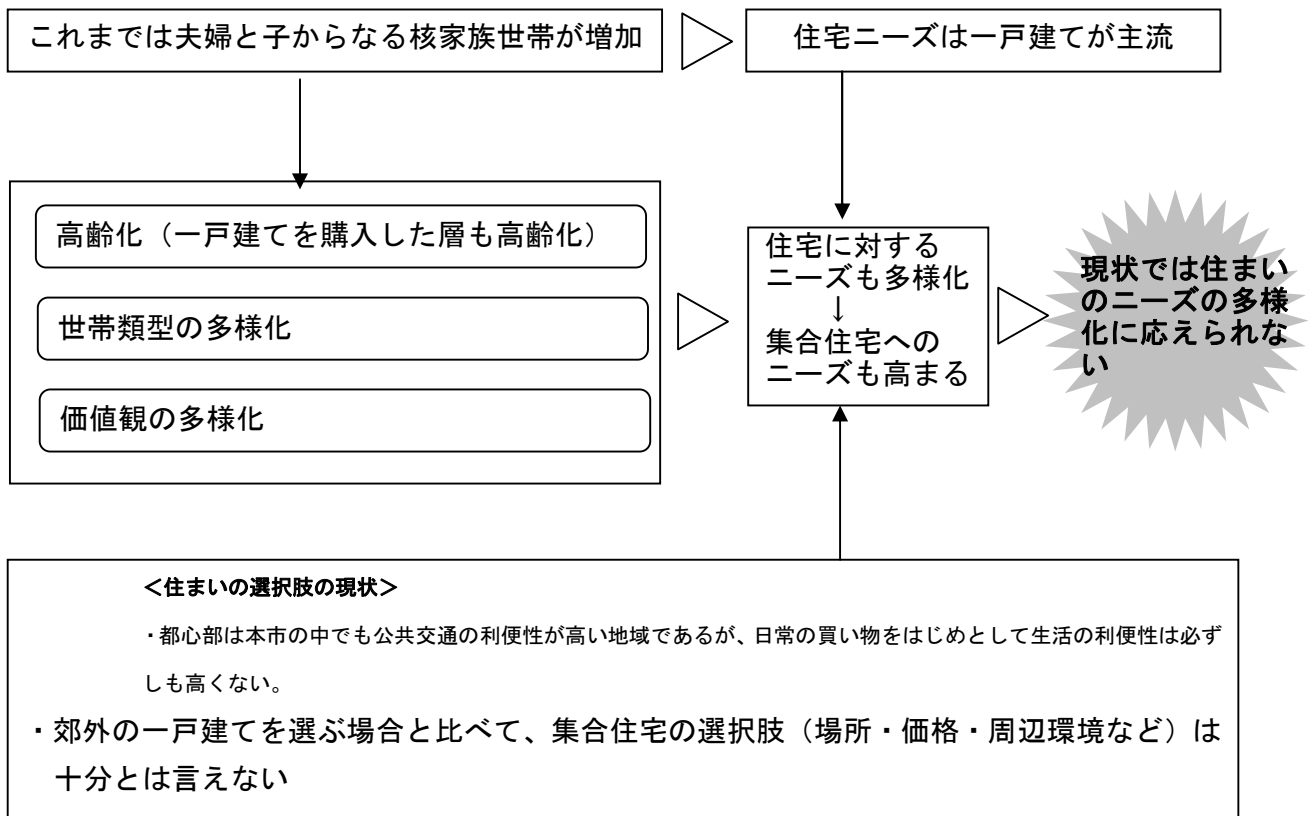 これまでは夫婦と子からなる核家族世帯が増加
住宅ニーズは一戸建てが主流
高齢化（一戸建てを購入した層も高齢化）
世帯類型の多様化
価値観の多様化
住宅に対する
ニーズも多様化
↓
集合住宅への
ニーズも高まる
現状では住まい
のニーズの多様
化に応えられな
い
＜住まいの選択肢の現状＞
・都心部は本市の中でも公共交通の利便性が高い地域であるが、日常の買い物をはじめとして生活の利便性は必ず
しも高くない。
・郊外の一戸建てを選ぶ場合と比べて、集合住宅の選択肢（場所・価格・周辺環境など）は
十分とは言えない